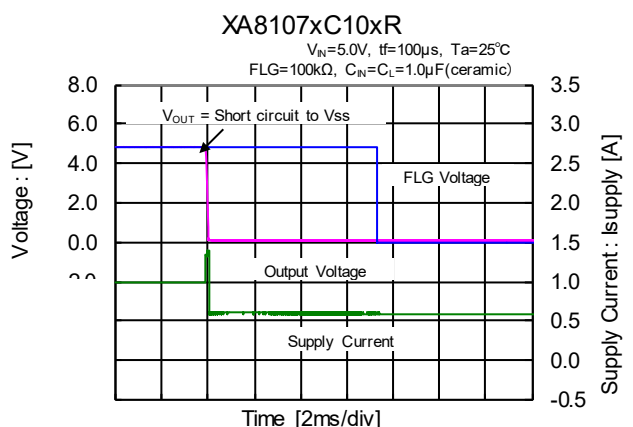 XA8107xC10xR
VIN=5.0V, tf=100μs, Ta=25℃
FLG=100kΩ, CIN=CL=1.0μF(ceramic)
8.0
6.0
4.0
2.0
0.0
Voltage : [V]
VOUT = Short circuit to Vss
FLG Voltage
Output Voltage
Supply Current
3.5
3.0
2.5
2.0
1.5
1.0
0.5
0.0
-0.5
Supply Current : Isupply [A]
Time [2ms/div]